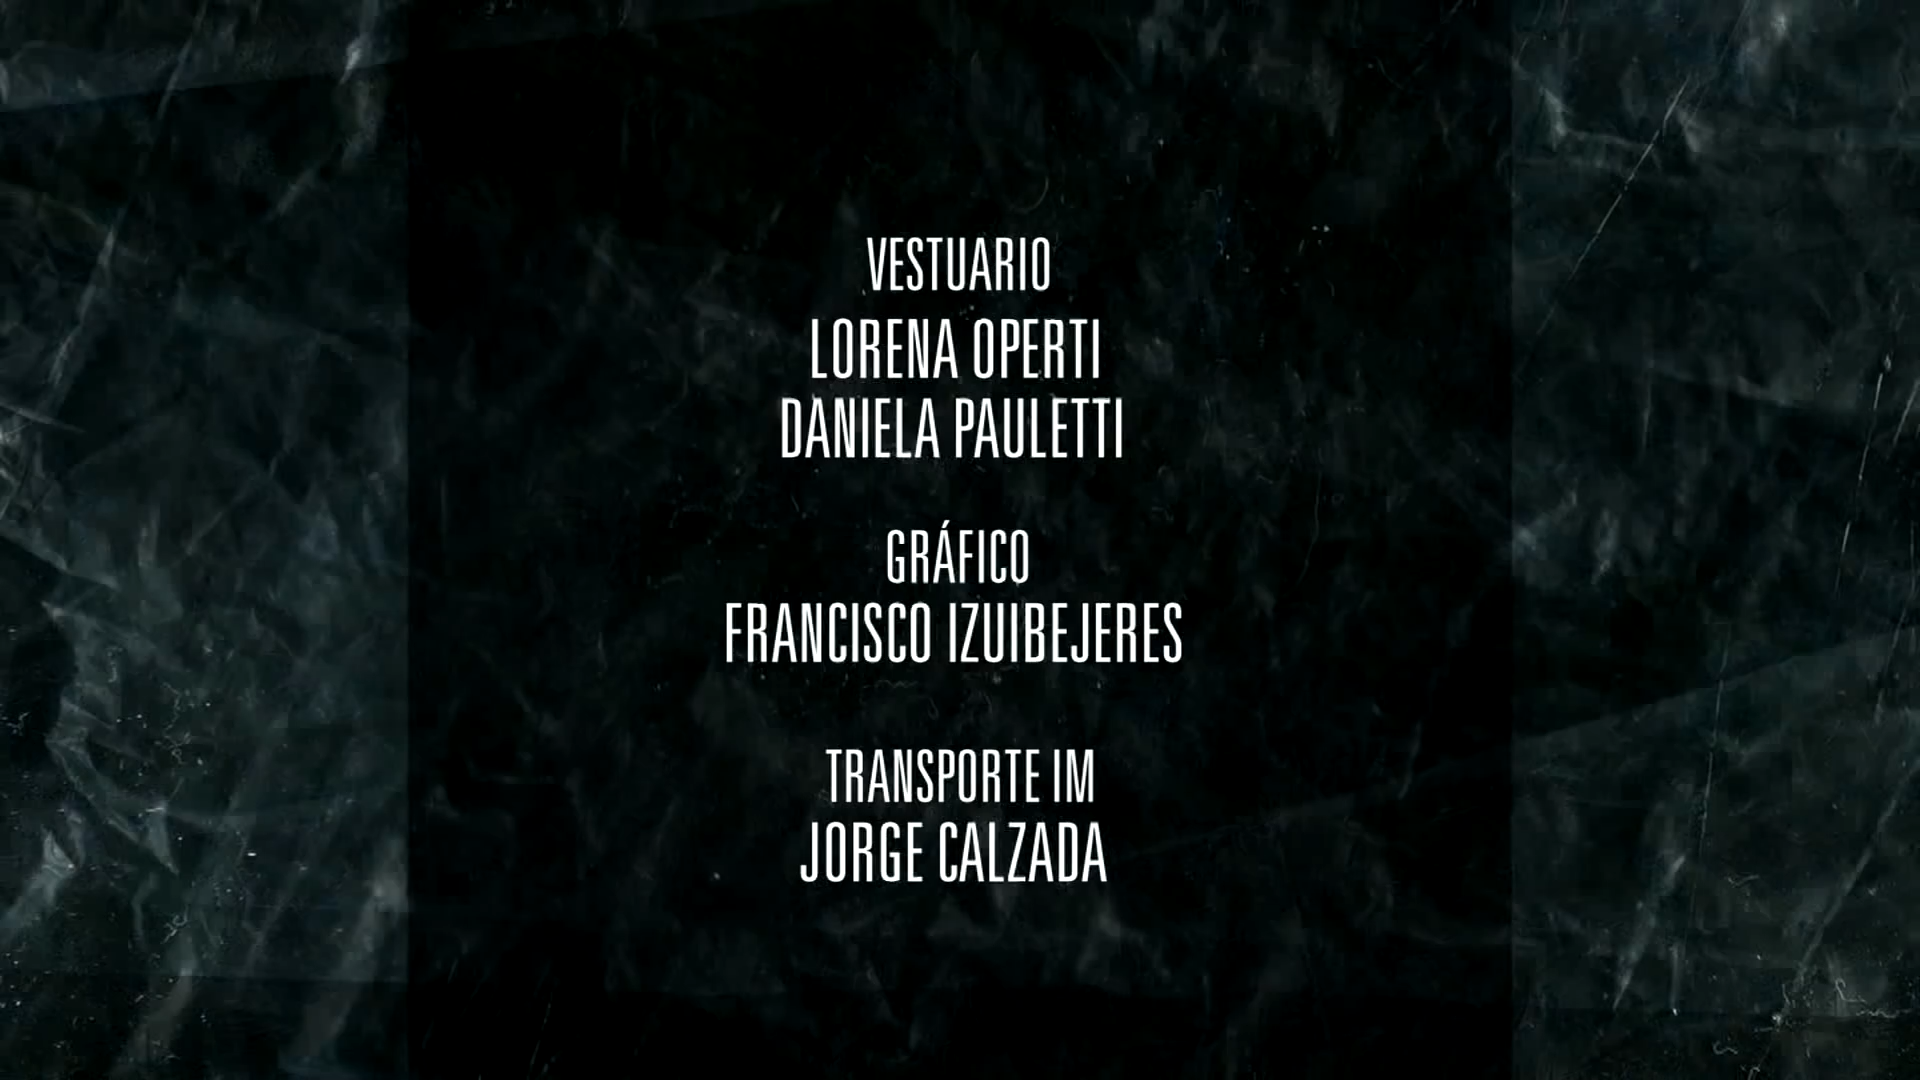 VESTUARIO
LORENA OPERTI
DANIELA PAULETTI
GRÁFICO
FRANCISCO IZUIBEJERES
TRANSPORTE IM
JORGE CALZADA